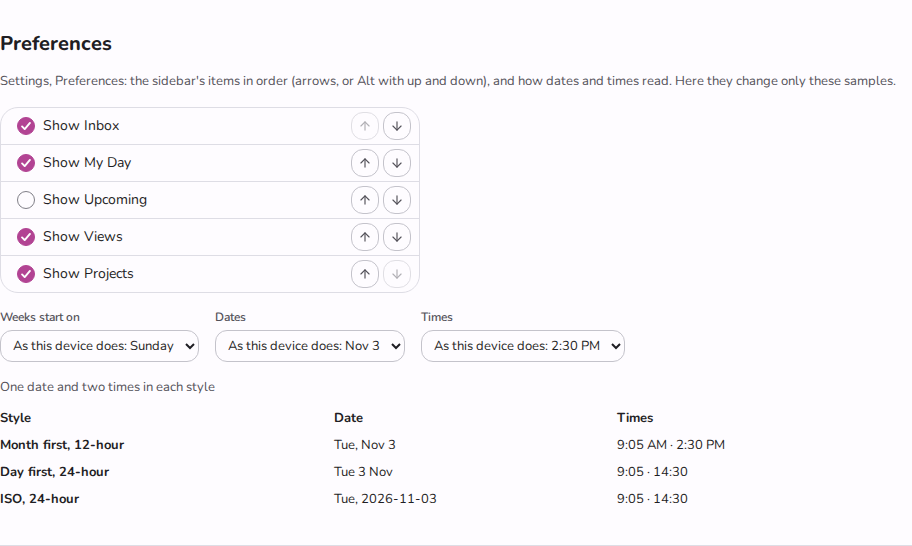 Preferences
Settings, Preferences: the sidebar's items in order (arrows, or Alt with up and down), and how dates and times read. Here they change only these samples.
Show Inbox
Show My Day
Show Upcoming
Show Views
Show Projects
Weeks start on Dates Times
As this device does: Sunday As this device does: Nov 3 As this device does: 2:30 PM
One date and two times in each style
Style Date Times
Month first, 12-hour Tue, Nov 3 9:05 AM · 2:30 PM
Day first, 24-hour Tue 3 Nov 9:05 · 14:30
ISO, 24-hour Tue, 2026-11-03 9:05 · 14:30